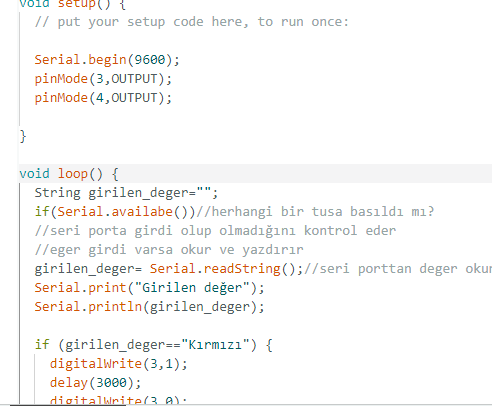 void setup() {
// put your setup code here, to run once:
Serial.begin(9600);
pinMode(3,OUTPUT);
pinMode(4,OUTPUT);
}
void loop() {
String girilen_deger="";
if(Serial.availabe())//herhangi bir tusa basıldı mı?
//seri porta girdi olup olmadığını kontrol eder
//eger girdi varsa okur ve yazdırır
girilen_deger= Serial.readString();//seri porttan deger okur
Serial.print("Girilen değer");
Serial.println(girilen_deger);
if (girilen_deger=="Kırmızı") {
digitalWrite(3,1);
delay(3000);
digitalWrite(3,0);